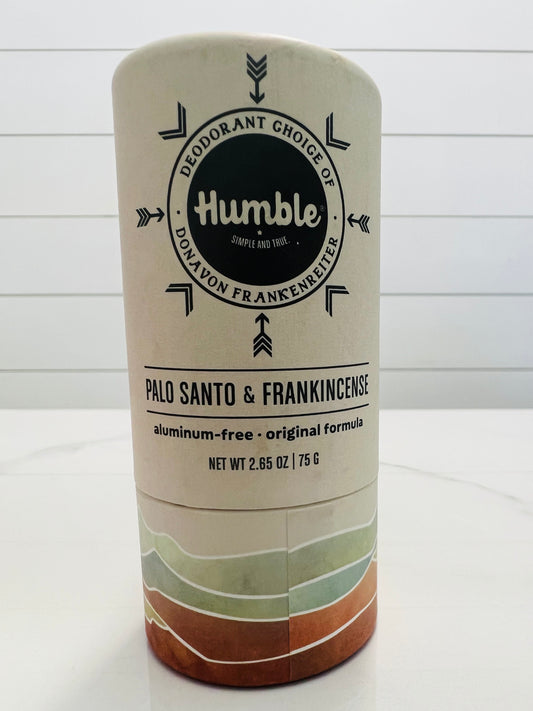 DEODORANT CHOICE OF
Humble®
SIMPLE AND TRUE.
DONAVON FRANKENREITER
PALO SANTO & FRANKINCENSE
aluminum-free · original formula
NET WT 2.65 OZ | 75 G